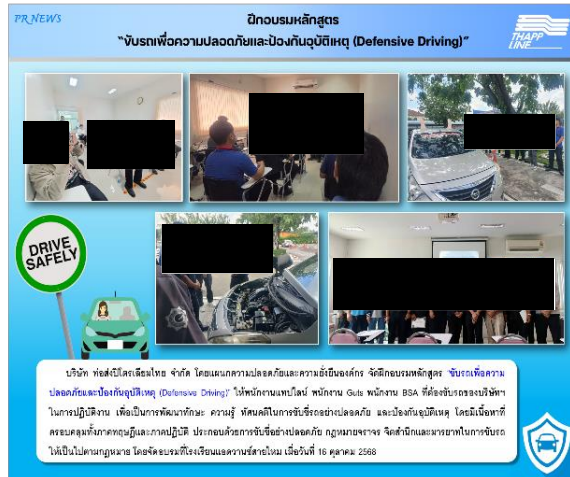 PR NEWS
ฝึกอบรมหลักสูตร
“ขับรถเพื่อความปลอดภัยและป้องกันอุบัติเหตุ (Defensive Driving)”
THAPP
LINE
DRIVE
SAFELY
บริษัท ท่อส่งปิโตรเลียมไทย จำกัด โดยแผนกความปลอดภัยและความยั่งยืนองค์กร จัดฝึกอบรมหลักสูตร “ขับรถเพื่อความ
ปลอดภัยและป้องกันอุบัติเหตุ (Defensive Driving)” ให้พนักงานแทปไลน์ พนักงาน Guts พนักงาน BSA ที่ต้องขับรถของบริษัทฯ
ในการปฏิบัติงาน เพื่อเป็นการพัฒนาทักษะ ความรู้ ทัศนคติในการขับขี่รถอย่างปลอดภัย และป้องกันอุบัติเหตุ โดยมีเนื้อหาที่
ครอบคลุมทั้งภาคทฤษฎีและภาคปฏิบัติ ประกอบด้วยการขับขี่อย่างปลอดภัย กฎหมายจราจร จิตสำนึกและมารยาทในการขับรถ
ให้เป็นไปตามกฎหมาย โดยจัดอบรมที่โรงเรียนแอดวานซ์สายไหม เมื่อวันที่ 16 ตุลาคม 2568